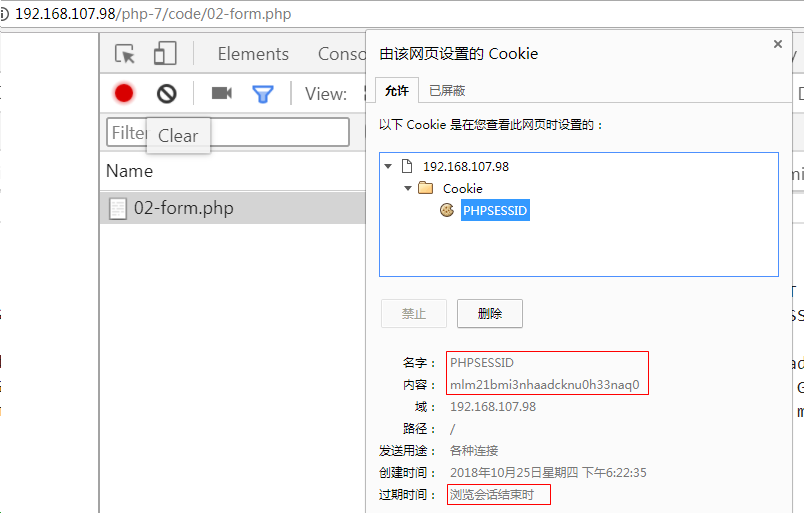 192.168.107.98/php-7/code/02-form.php
Elements Conso
View:
Filter
Clear
Name
02-form.php
由该网页设置的 Cookie
允许 已屏蔽
以下 Cookie 是在您查看此网页时设置的：
192.168.107.98
Cookie
PHPSESSID
禁止 删除
名字： PHPSESSID
内容： mlm21bmi3nhaadcknu0h33naq0
域： 192.168.107.98
路径： /
发送用途： 各种连接
创建时间： 2018年10月25日星期四 下午6:22:35
过期时间： 浏览会话结束时